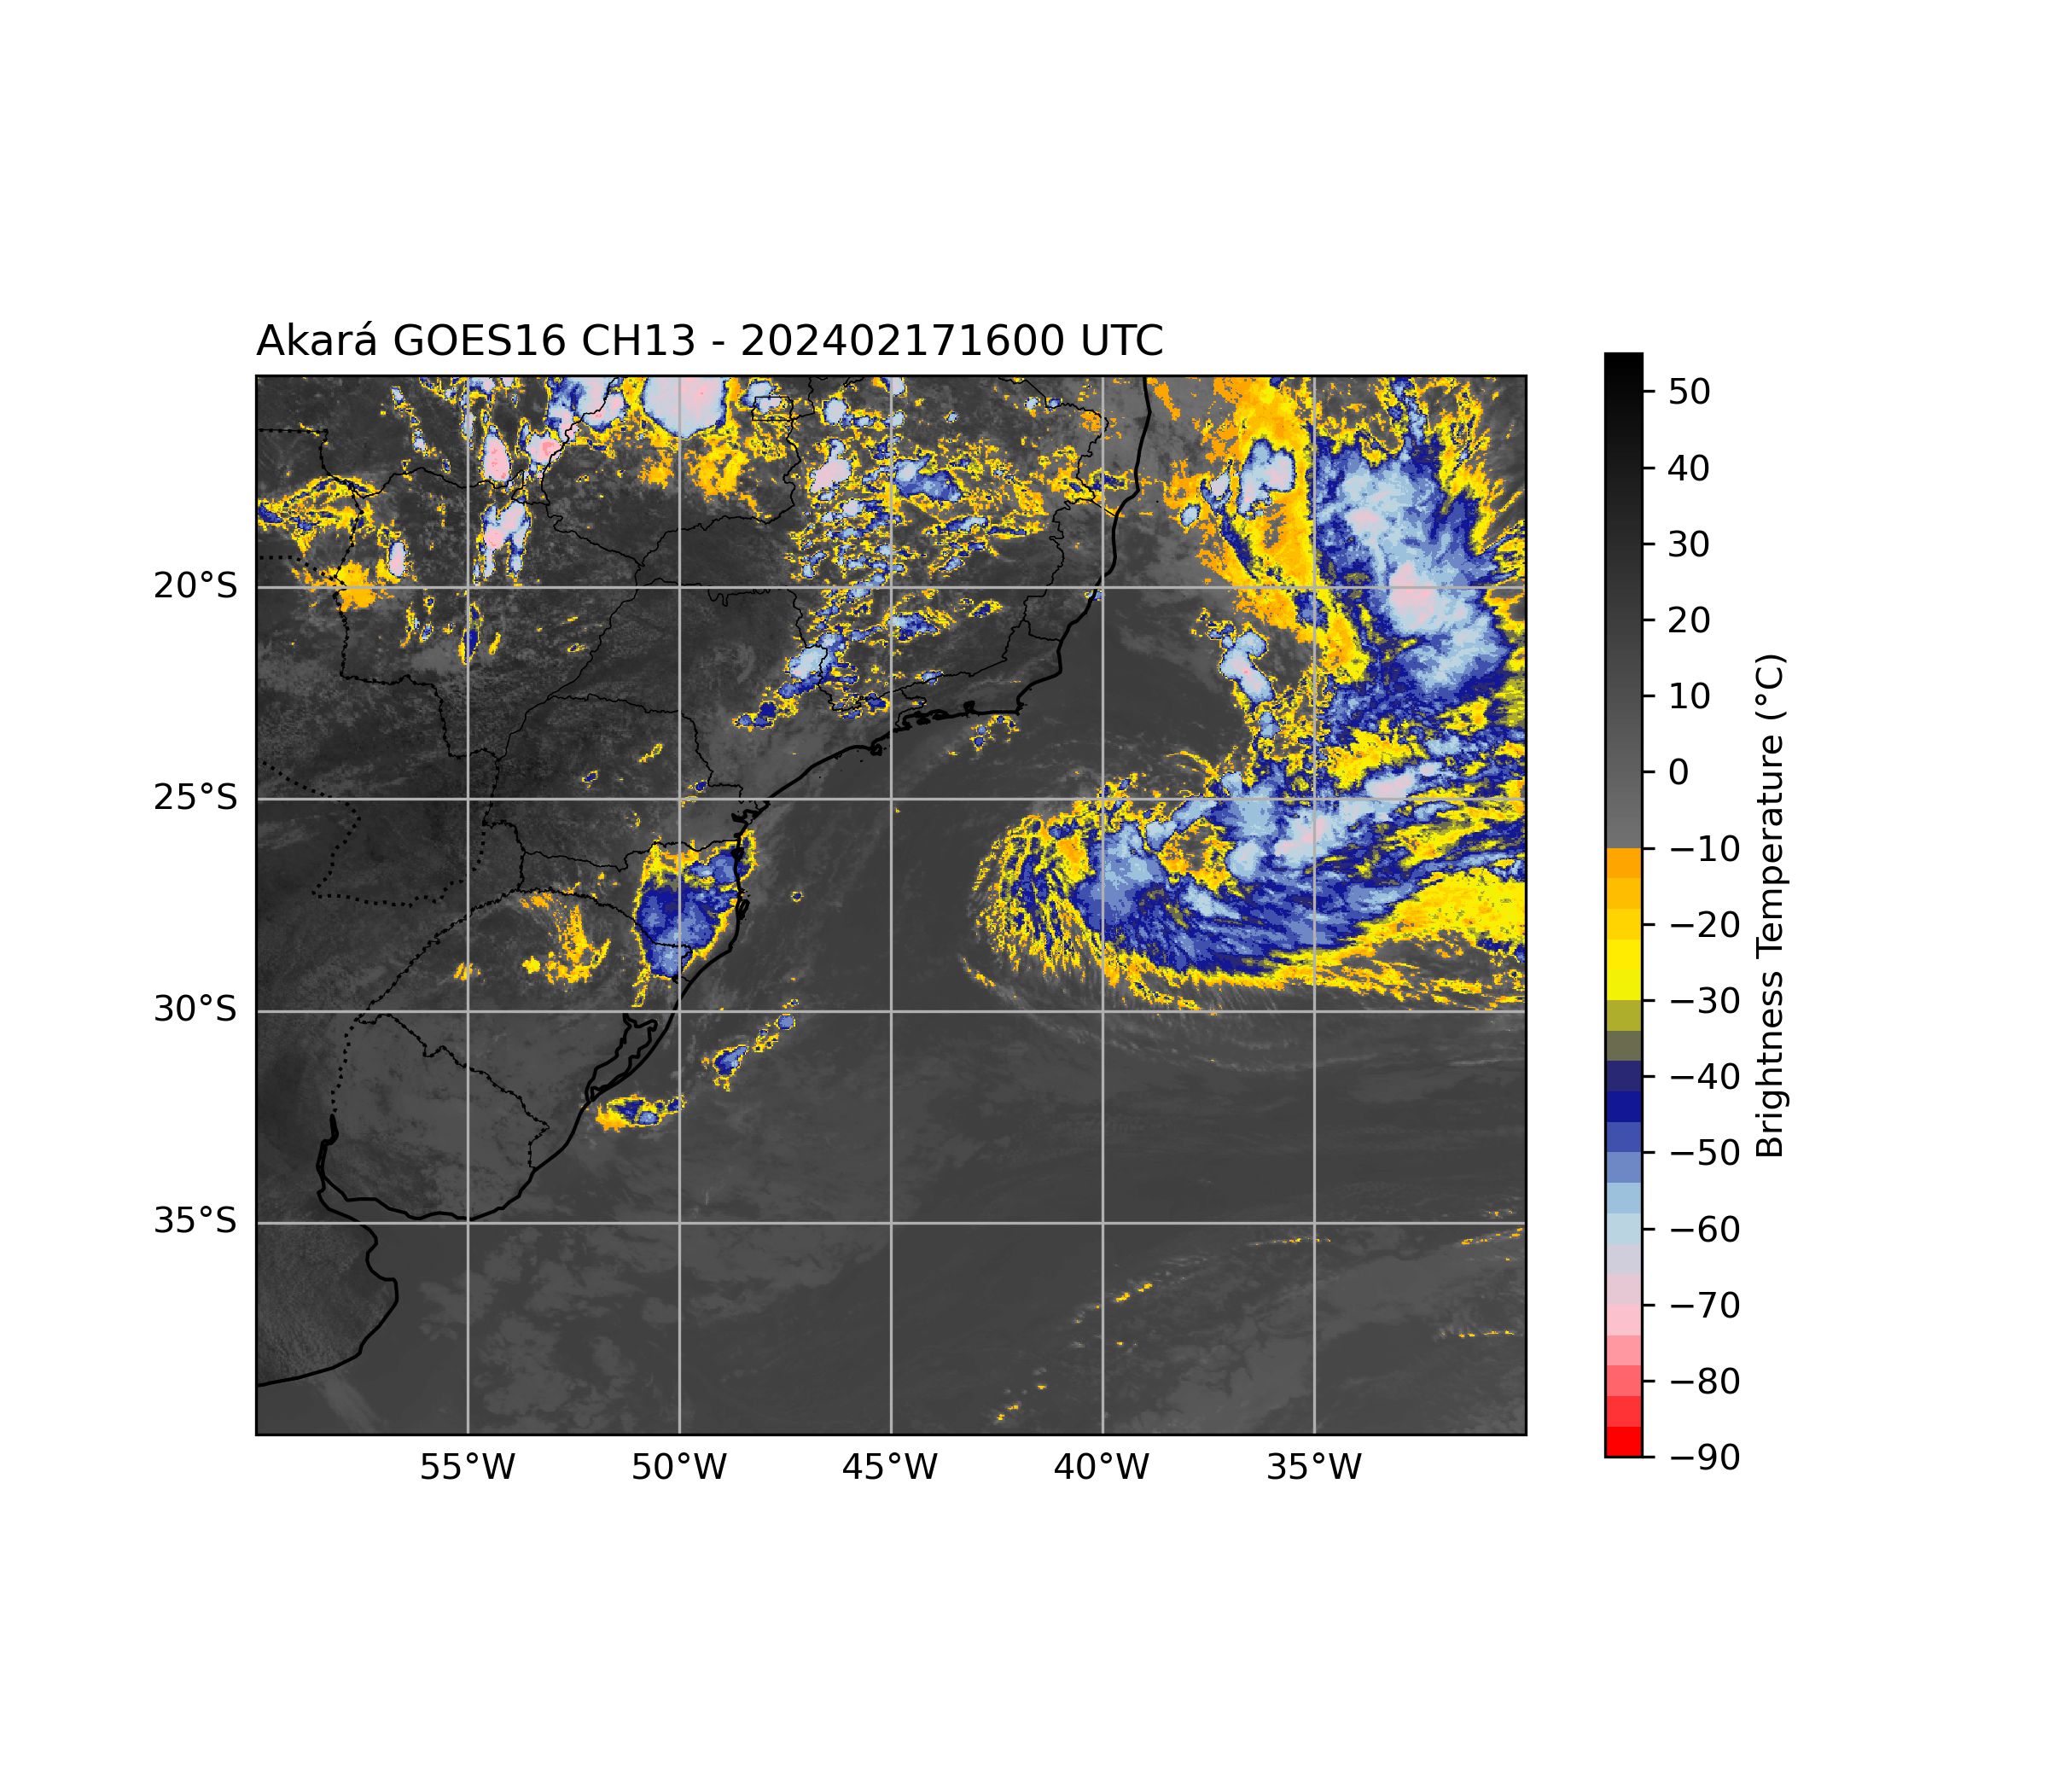 Akará GOES16 CH13 - 202402171600 UTC
20°S
25°S
30°S
35°S
55°W
50°W
45°W
40°W
35°W
50
40
30
20
10
0
−10
−20
−30
−40
−50
−60
−70
−80
−90
Brightness Temperature (°C)